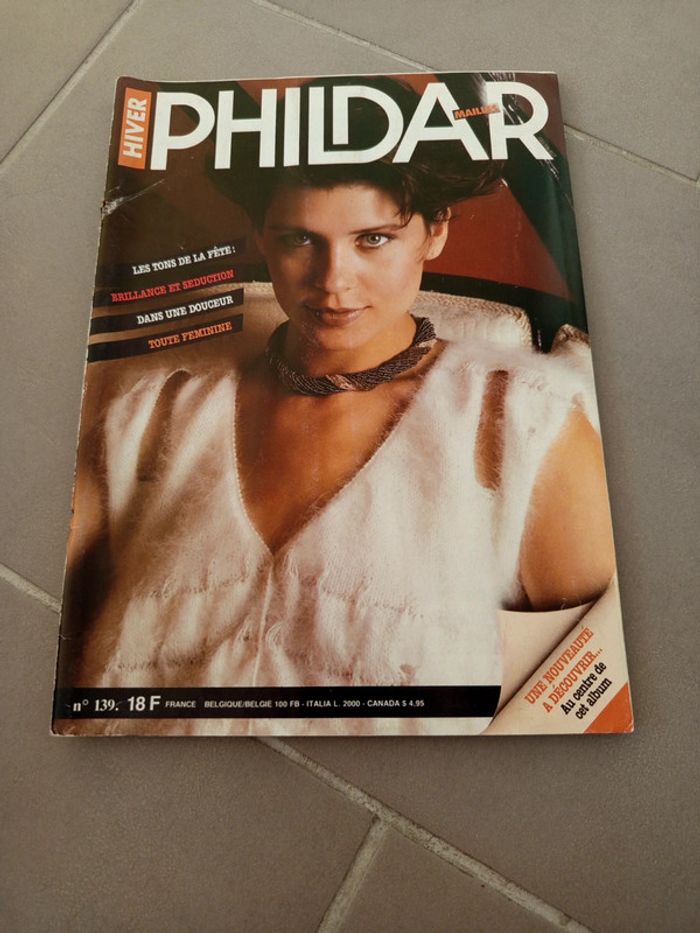 HIVER
PHILDAR
MAILLES
LES TONS DE LA FÊTE :
BRILLANCE ET SEDUCTION
DANS UNE DOUCEUR
TOUTE FEMININE
UNE NOUVEAUTÉ
A DÉCOUVRIR...
Au centre de
cet album
n° 139. 18 F FRANCE BELGIQUE/BELGIË 100 FB - ITALIA L. 2000 - CANADA $ 4.95